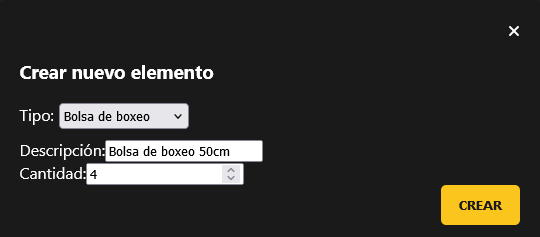 ×
Crear nuevo elemento
Tipo: Bolsa de boxeo
Descripción: Bolsa de boxeo 50cm
Cantidad: 4
CREAR